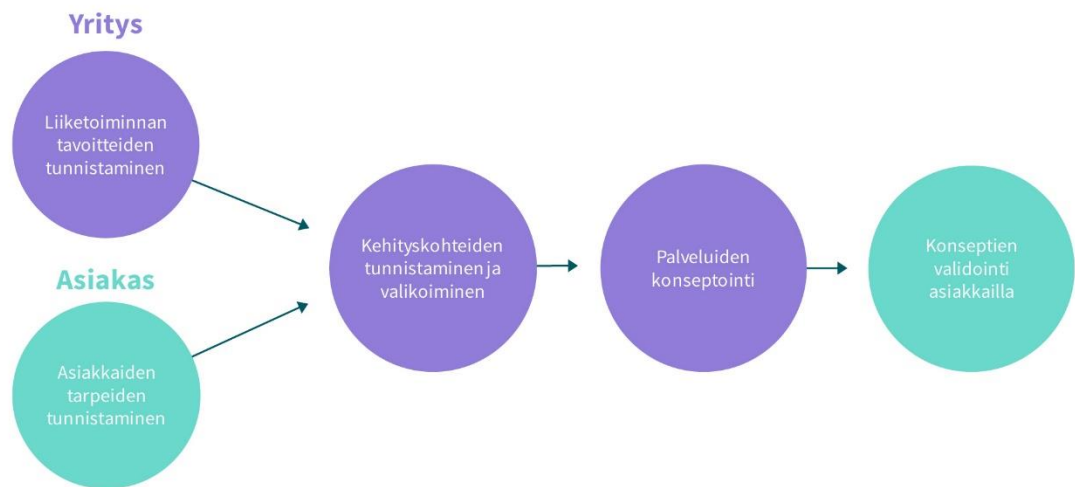 Yritys
Liiketoiminnan
tavoitteiden
tunnistaminen
Asiakas
Asiakkaiden
tarpeiden
tunnistaminen
Kehityskohteiden
tunnistaminen ja
valikoiminen
Palveluiden
konseptointi
Konseptien
validointi
asiakkailla